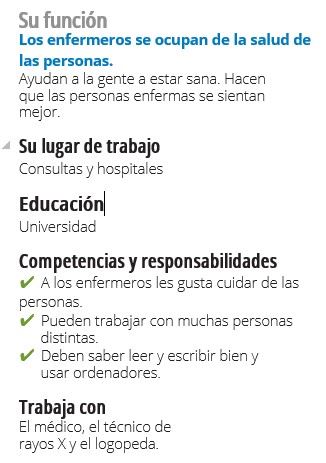 Su función
Los enfermeros se ocupan de la salud de
las personas.
Ayudan a la gente a estar sana. Hacen
que las personas enfermas se sientan
mejor.
Su lugar de trabajo
Consultas y hospitales
Educación
Universidad
Competencias y responsabilidades
✔ A los enfermeros les gusta cuidar de las
personas.
✔ Pueden trabajar con muchas personas
distintas.
✔ Deben saber leer y escribir bien y
usar ordenadores.
Trabaja con
El médico, el técnico de
rayos X y el logopeda.